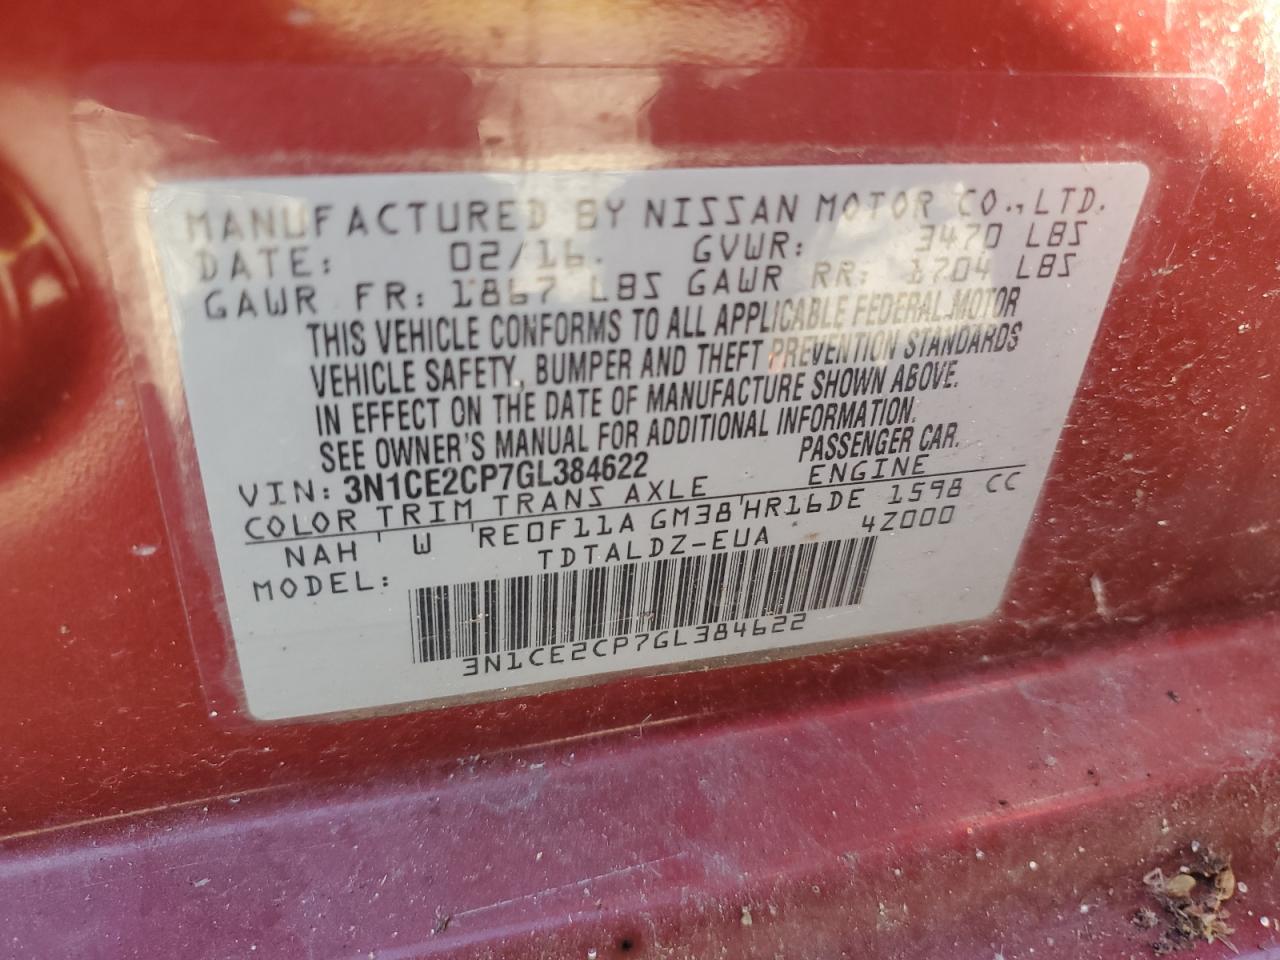 MANUFACTURED BY NISSAN MOTOR CO., LTD.
DATE: 02/16. GVWR: 3470 LBS
GAWR FR: 1867 LBS GAWR RR: 1704 LBS
THIS VEHICLE CONFORMS TO ALL APPLICABLE FEDERAL MOTOR
VEHICLE SAFETY, BUMPER AND THEFT PREVENTION STANDARDS
IN EFFECT ON THE DATE OF MANUFACTURE SHOWN ABOVE.
SEE OWNER'S MANUAL FOR ADDITIONAL INFORMATION.
VIN: 3N1CE2CP7GL384622 PASSENGER CAR.
COLOR TRIM TRANS AXLE ENGINE
NAH ' W 'RE0F11A GM38'HR16DE 1598 CC
MODEL: TDTALDZ-EUA 4Z000
3N1CE2CP7GL384622